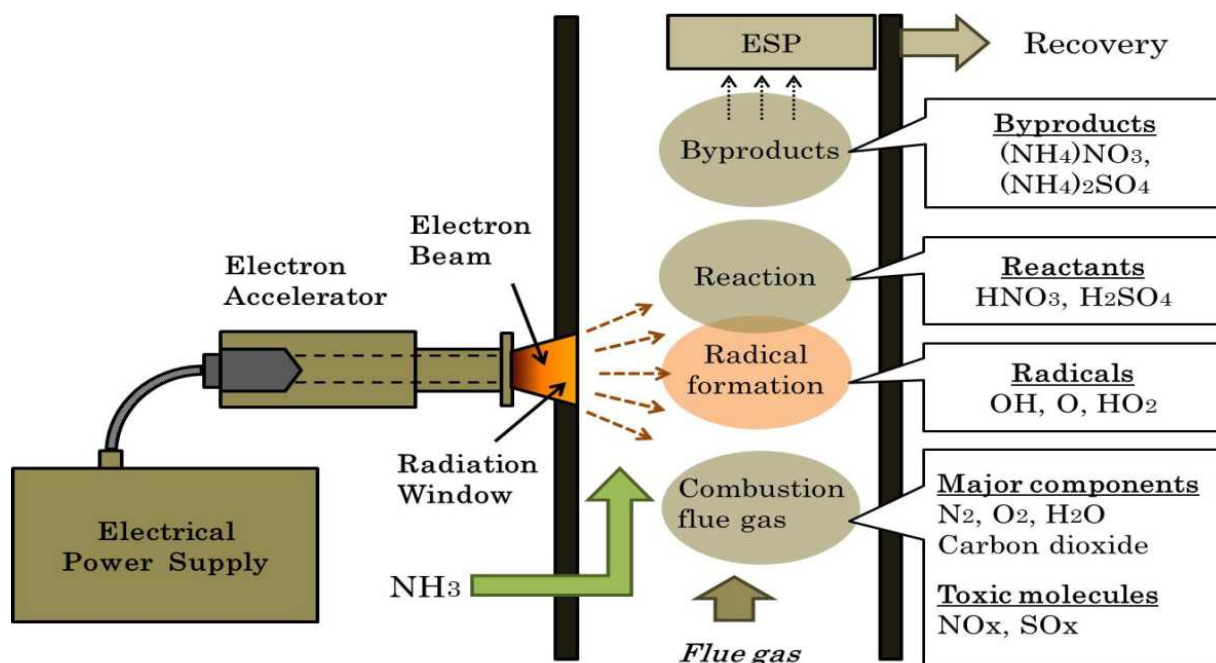 ESP
Recovery
Byproducts
Byproducts
(NH4)NO3,
(NH4)2SO4
Electron
Beam
Electron
Accelerator
Reaction
Reactants
HNO3, H2SO4
Radical
formation
Radicals
OH, O, HO2
Radiation
Window
Combustion
flue gas
Major components
N2, O2, H2O
Carbon dioxide
Toxic molecules
NOx, SOx
Electrical
Power Supply
NH3
Flue gas